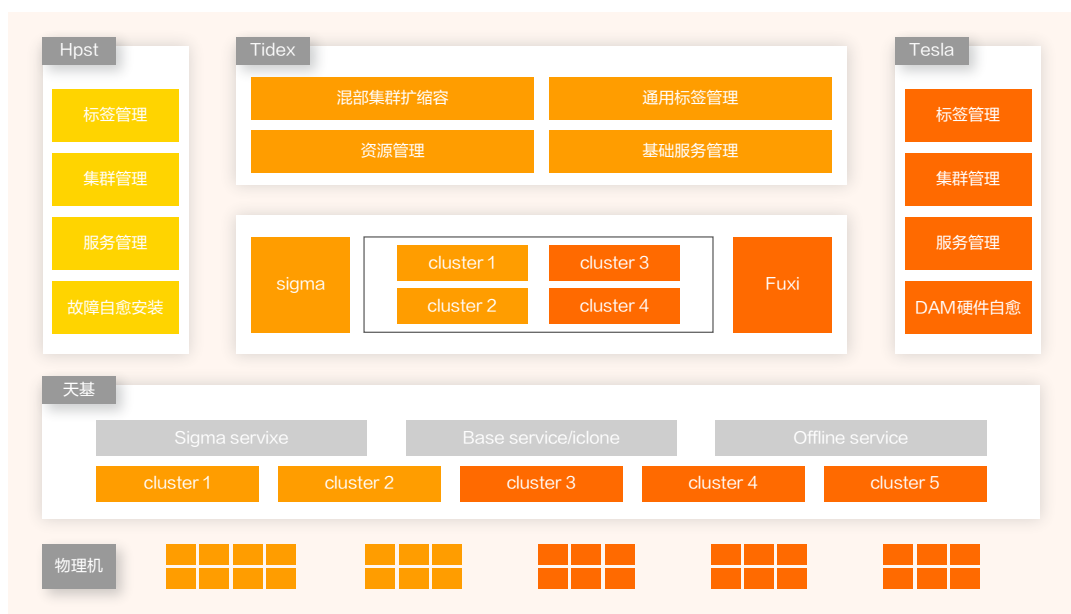 Hpst
标签管理
集群管理
服务管理
故障自愈安装
Tidex
混部集群扩缩容
通用标签管理
资源管理
基础服务管理
sigma
cluster 1
cluster 3
cluster 2
cluster 4
Fuxi
Tesla
标签管理
集群管理
服务管理
DAM硬件自愈
天基
Sigma servixe
Base service/iclone
Offline service
cluster 1
cluster 2
cluster 3
cluster 4
cluster 5
物理机